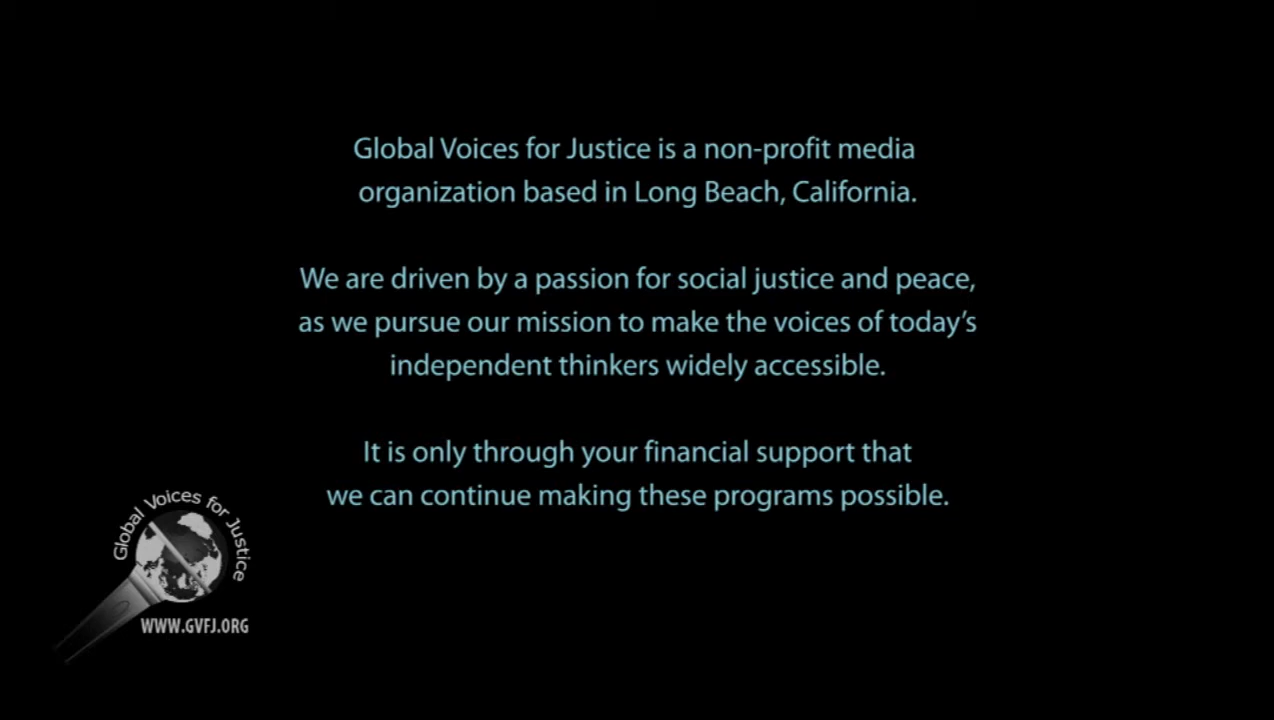 Global Voices for Justice is a non-profit media
organization based in Long Beach, California.
We are driven by a passion for social justice and peace,
as we pursue our mission to make the voices of today's
independent thinkers widely accessible.
It is only through your financial support that
we can continue making these programs possible.
Global Voices for Justice
WWW.GVFJ.ORG